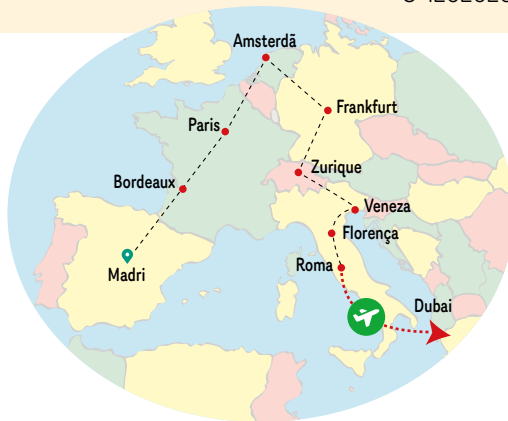 Amsterdã
Frankfurt
Paris
Zurique
Bordeaux
Veneza
Florença
Roma
Madri
Dubai